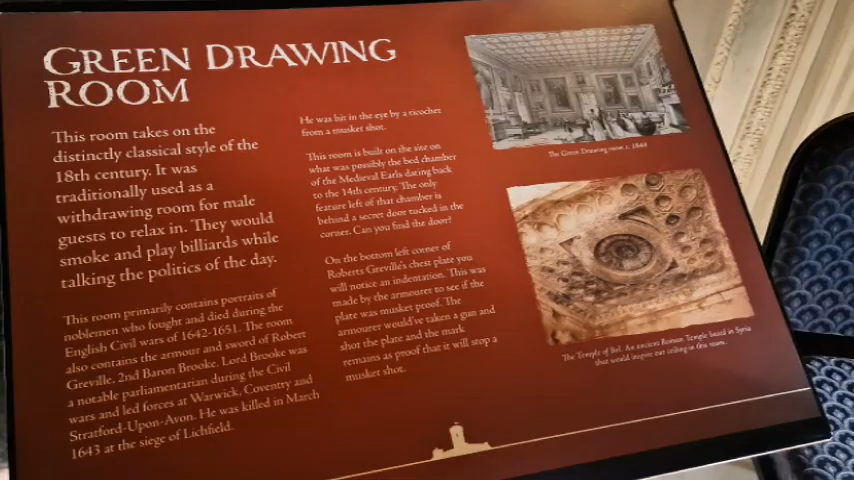 GREEN DRAWING
ROOM
This room takes on the
distinctly classical style of the
18th century. It was
traditionally used as a
withdrawing room for male
guests to relax in. They would
smoke and play billiards while
talking the politics of the day.
This room primarily contains portraits of
noblemen who fought and died during the
English Civil wars of 1642-1651. The room
also contains the armour and sword of Robert
Greville, 2nd Baron Brooke. Lord Brooke was
a notable parliamentarian during the Civil
wars and led forces at Warwick, Coventry and
Stratford-Upon-Avon. He was killed in March
1643 at the siege of Lichfield.
He was hit in the eye by a ricochet
from a musket shot.
This room is built on the site on
what was possibly the bed chamber
of the Medieval Earls dating back
to the 14th century. The only
feature left of that chamber is
behind a secret door tucked in the
corner. Can you find the door?
On the bottom left corner of
Roberts Greville's chest plate you
will notice an indentation. This was
made by the armourer to see if the
plate was musket proof. The
armourer would've taken a gun and
shot the plate and the mark
remains as proof that it will stop a
musket shot.
The Green Drawing room c.
The Temple of Bel. An ancient Roman Temple based in Syria
that would inspire our ceiling in this room.